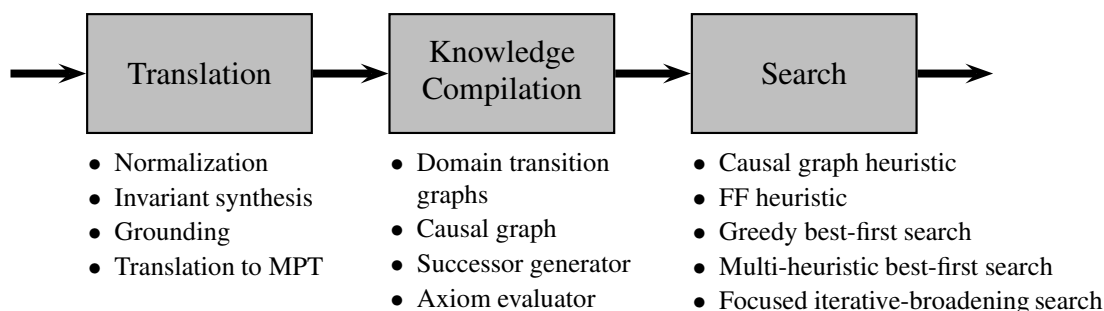 Translation
Knowledge
Compilation
Search
• Normalization
• Invariant synthesis
• Grounding
• Translation to MPT
• Domain transition
graphs
• Causal graph
• Successor generator
• Axiom evaluator
• Causal graph heuristic
• FF heuristic
• Greedy best-first search
• Multi-heuristic best-first search
• Focused iterative-broadening search